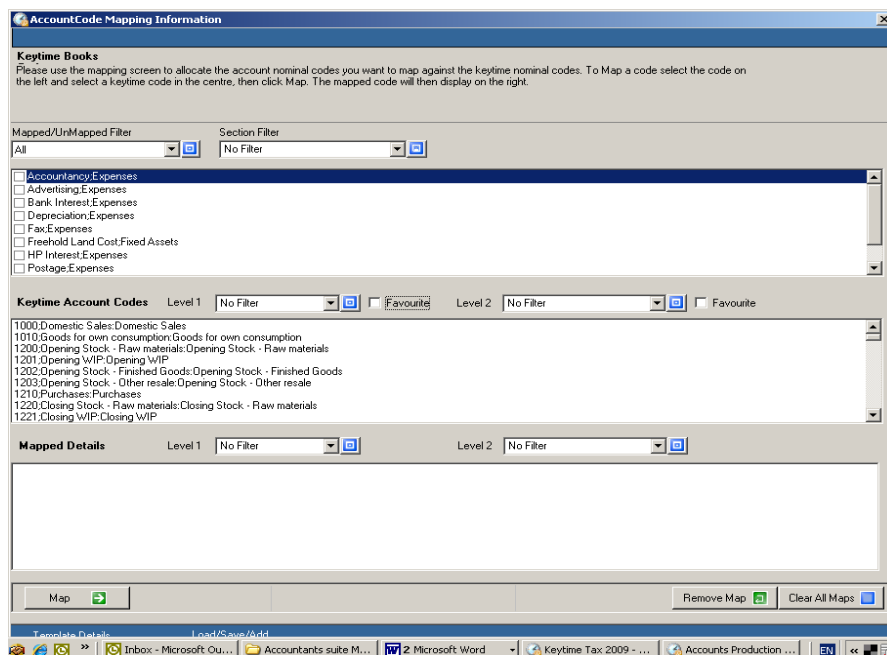 AccountCode Mapping Information
Keytime Books
Please use the mapping screen to allocate the account nominal codes you want to map against the keytime nominal codes. To Map a code select the code on
the left and select a keytime code in the centre, then click Map. The mapped code will then display on the right.
Mapped/UnMapped Filter Section Filter
All No Filter
Accountancy;Expenses
Advertising;Expenses
Bank Interest;Expenses
Depreciation;Expenses
Fax;Expenses
Freehold Land Cost;Fixed Assets
HP Interest;Expenses
Postage;Expenses
Keytime Account Codes Level 1 No Filter Favourite Level 2 No Filter Favourite
1000;Domestic Sales:Domestic Sales
1010;Goods for own consumption:Goods for own consumption
1200;Opening Stock - Raw materials:Opening Stock - Raw materials
1201;Opening WIP:Opening WIP
1202;Opening Stock - Finished Goods:Opening Stock - Finished Goods
1203;Opening Stock - Other resale:Opening Stock - Other resale
1210;Purchases:Purchases
1220;Closing Stock - Raw materials:Closing Stock - Raw materials
1221;Closing WIP:Closing WIP
Mapped Details Level 1 No Filter Level 2 No Filter
Map Remove Map Clear All Maps
Template Details Load/Save/Add
Inbox - Microsoft Ou... Accountants suite M... 2 Microsoft Word Keytime Tax 2009 - ... Accounts Production ... EN